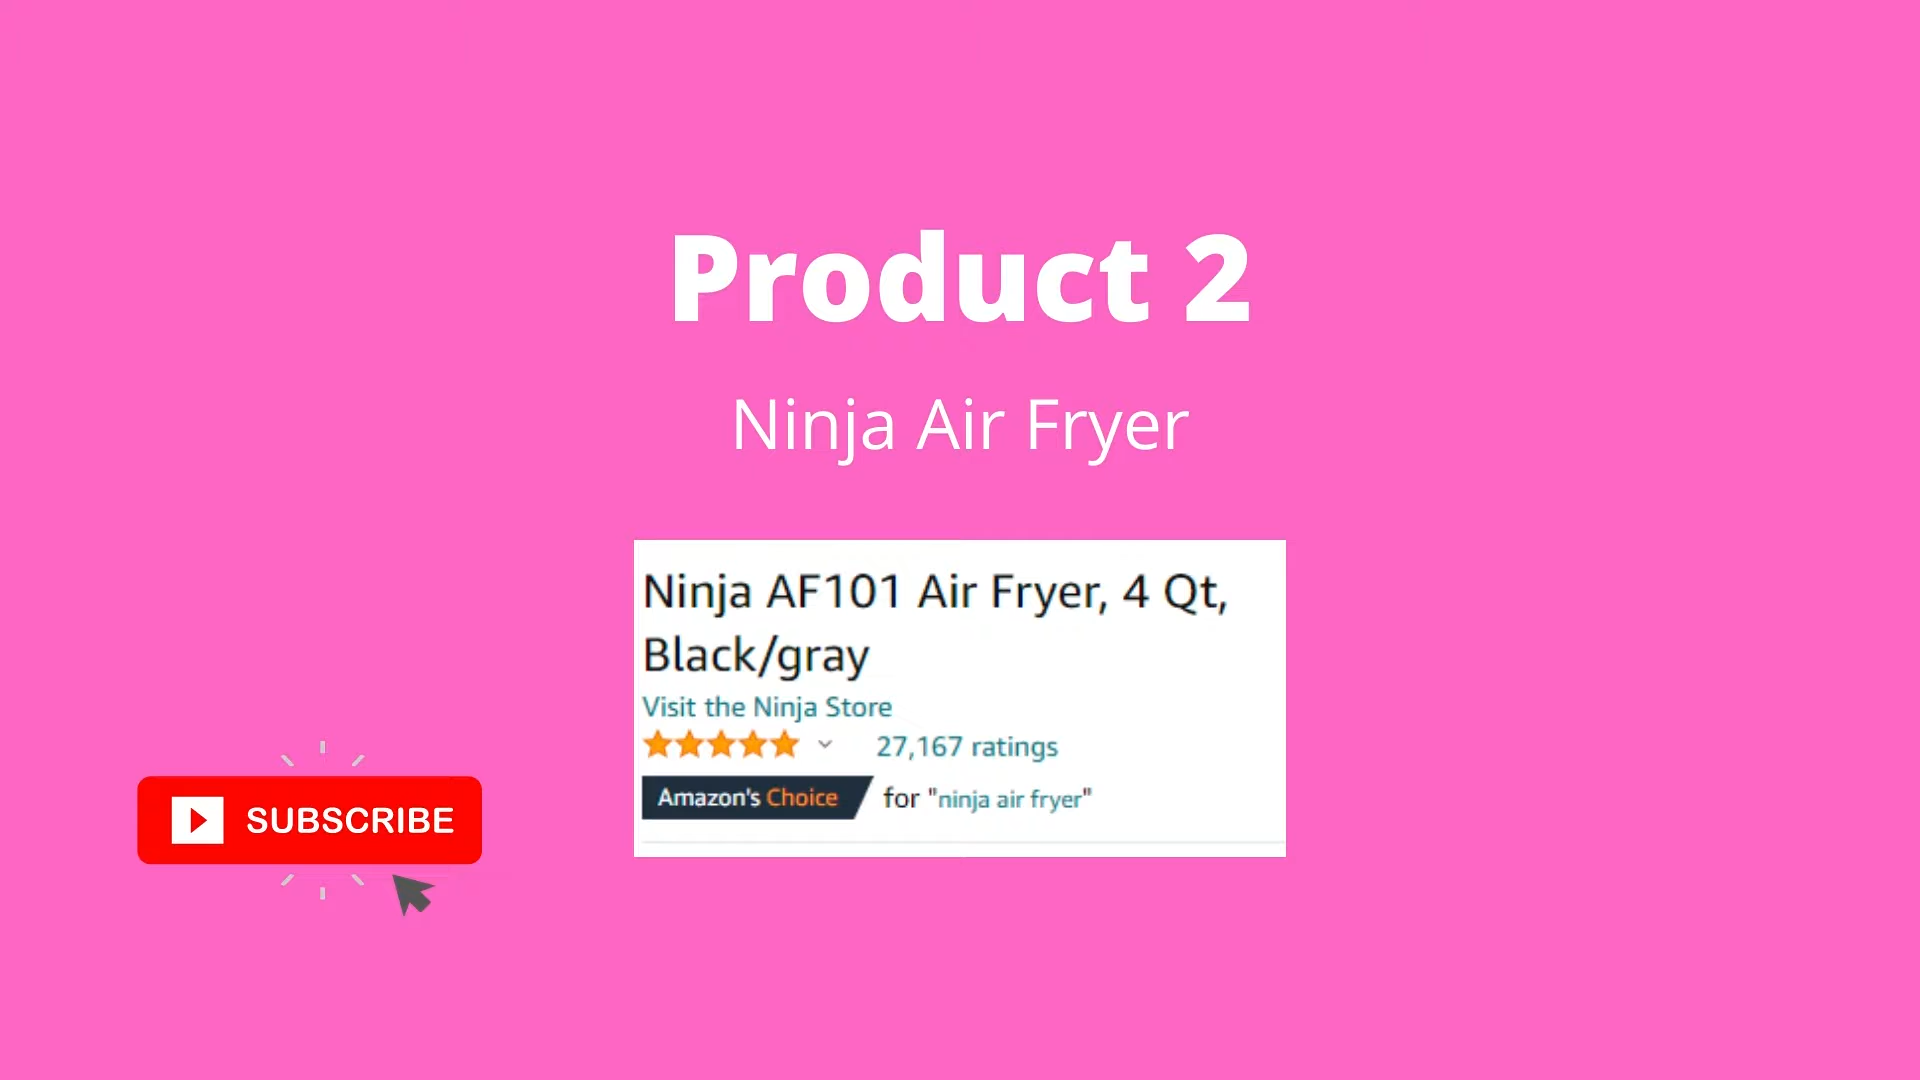 Product 2
Ninja Air Fryer
Ninja AF101 Air Fryer, 4 Qt,
Black/gray
Visit the Ninja Store
27,167 ratings
Amazon's Choice for "ninja air fryer"
SUBSCRIBE